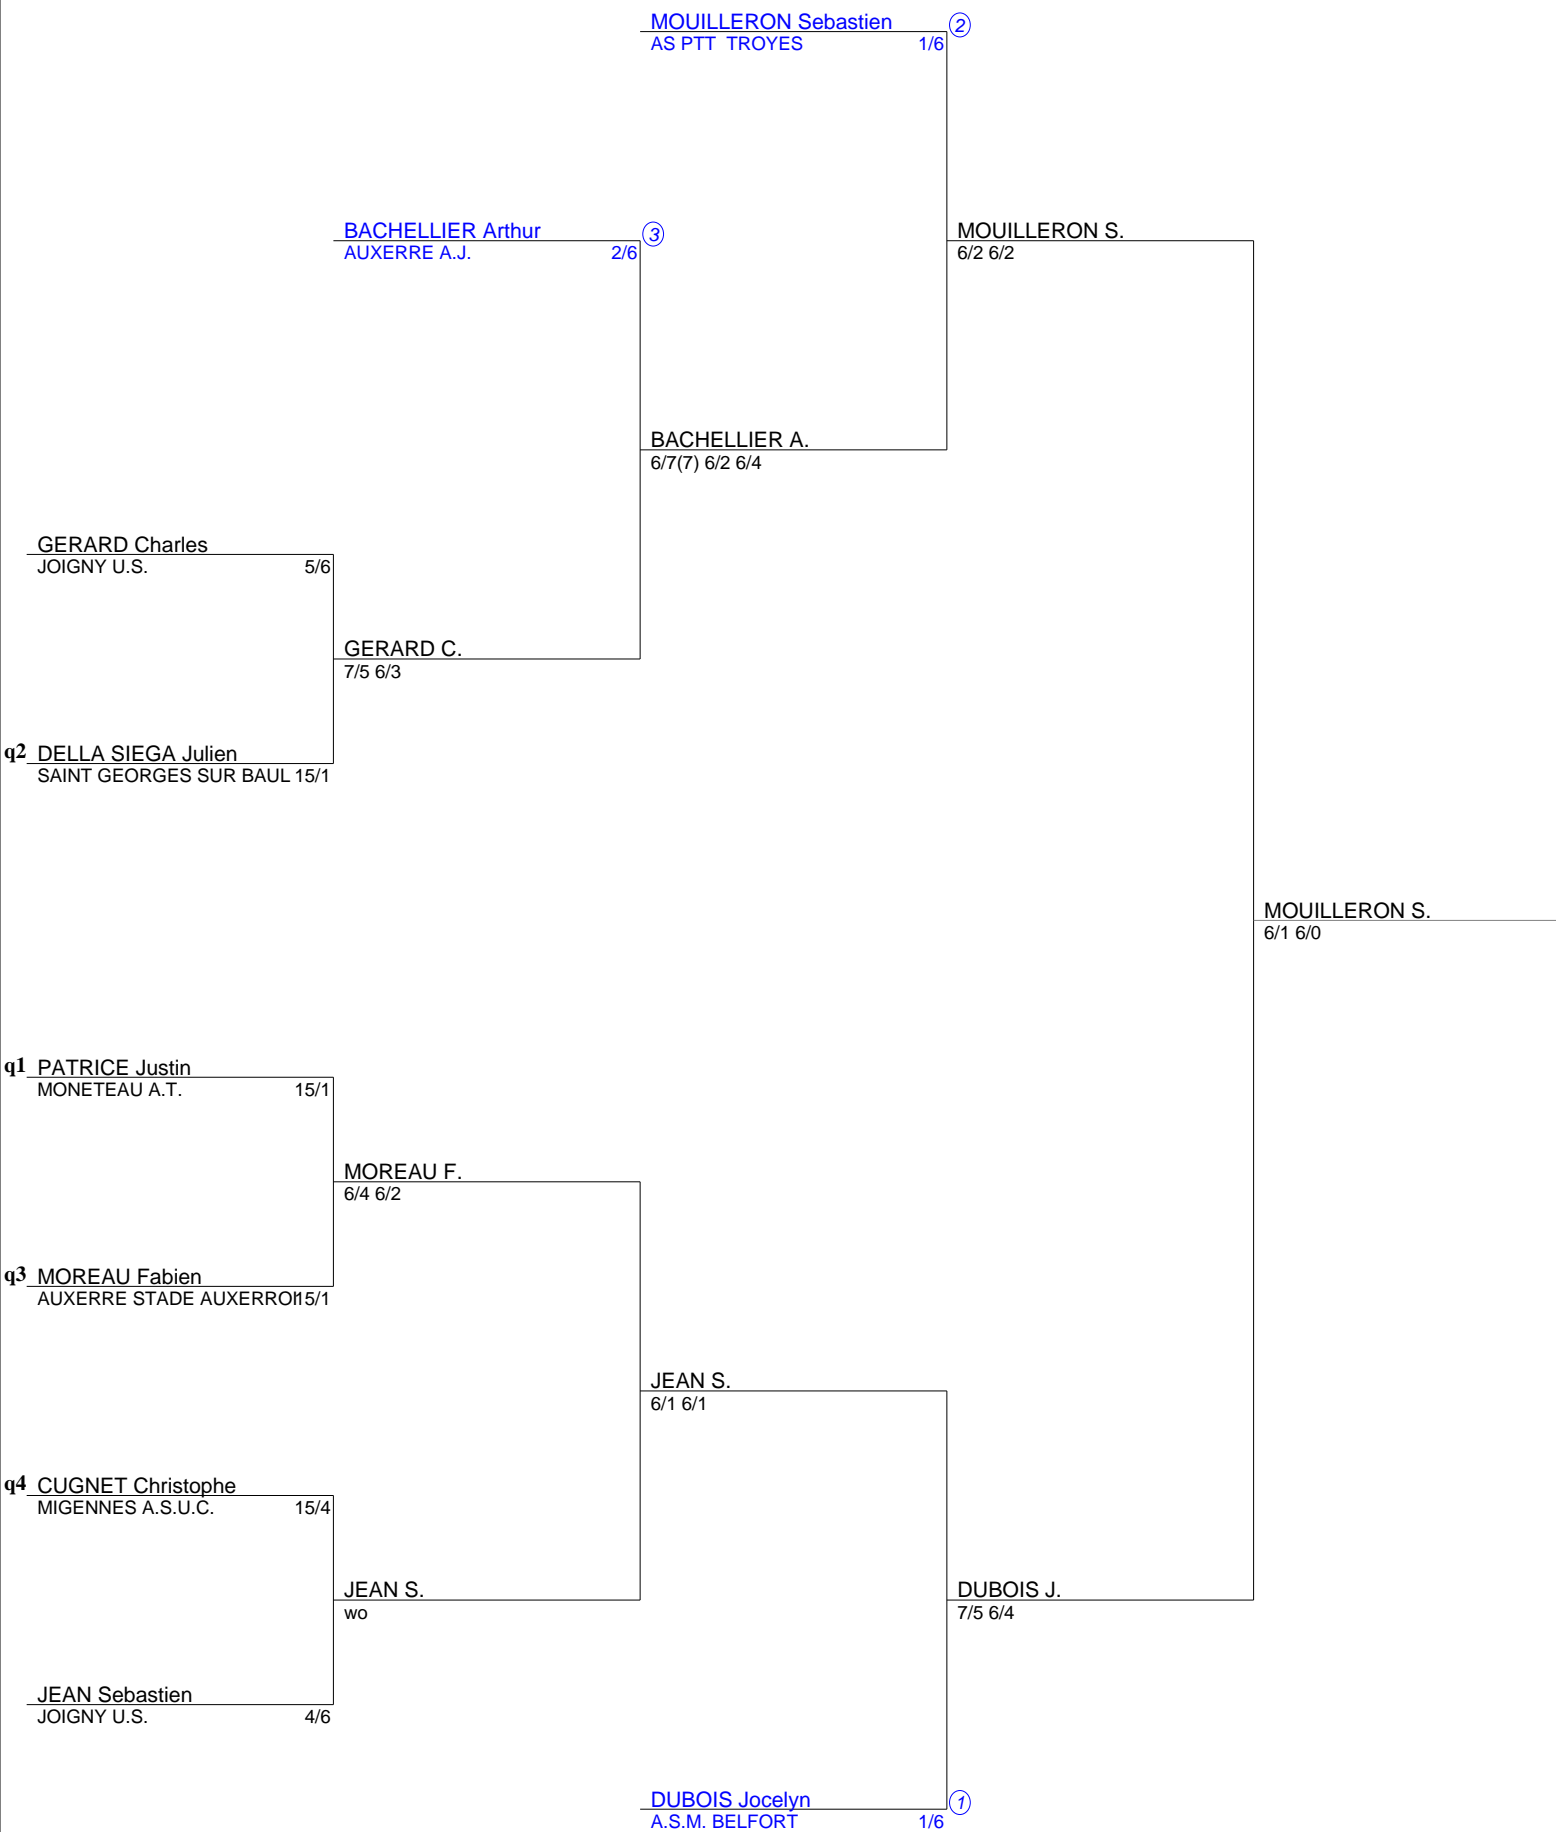 MOUILLERON Sebastien 2
AS PTT TROYES 1/6
BACHELLIER Arthur 3
AUXERRE A.J. 2/6
MOUILLERON S.
6/2 6/2
BACHELLIER A.
6/7(7) 6/2 6/4
GERARD Charles
JOIGNY U.S. 5/6
GERARD C.
7/5 6/3
q2 DELLA SIEGA Julien
SAINT GEORGES SUR BAUL 15/1
MOUILLERON S.
6/1 6/0
q1 PATRICE Justin
MONETEAU A.T. 15/1
MOREAU F.
6/4 6/2
q3 MOREAU Fabien
AUXERRE STADE AUXERROI 15/1
JEAN S.
6/1 6/1
q4 CUGNET Christophe
MIGENNES A.S.U.C. 15/4
JEAN S.
wo
DUBOIS J.
7/5 6/4
JEAN Sebastien
JOIGNY U.S. 4/6
DUBOIS Jocelyn 1
A.S.M. BELFORT 1/6